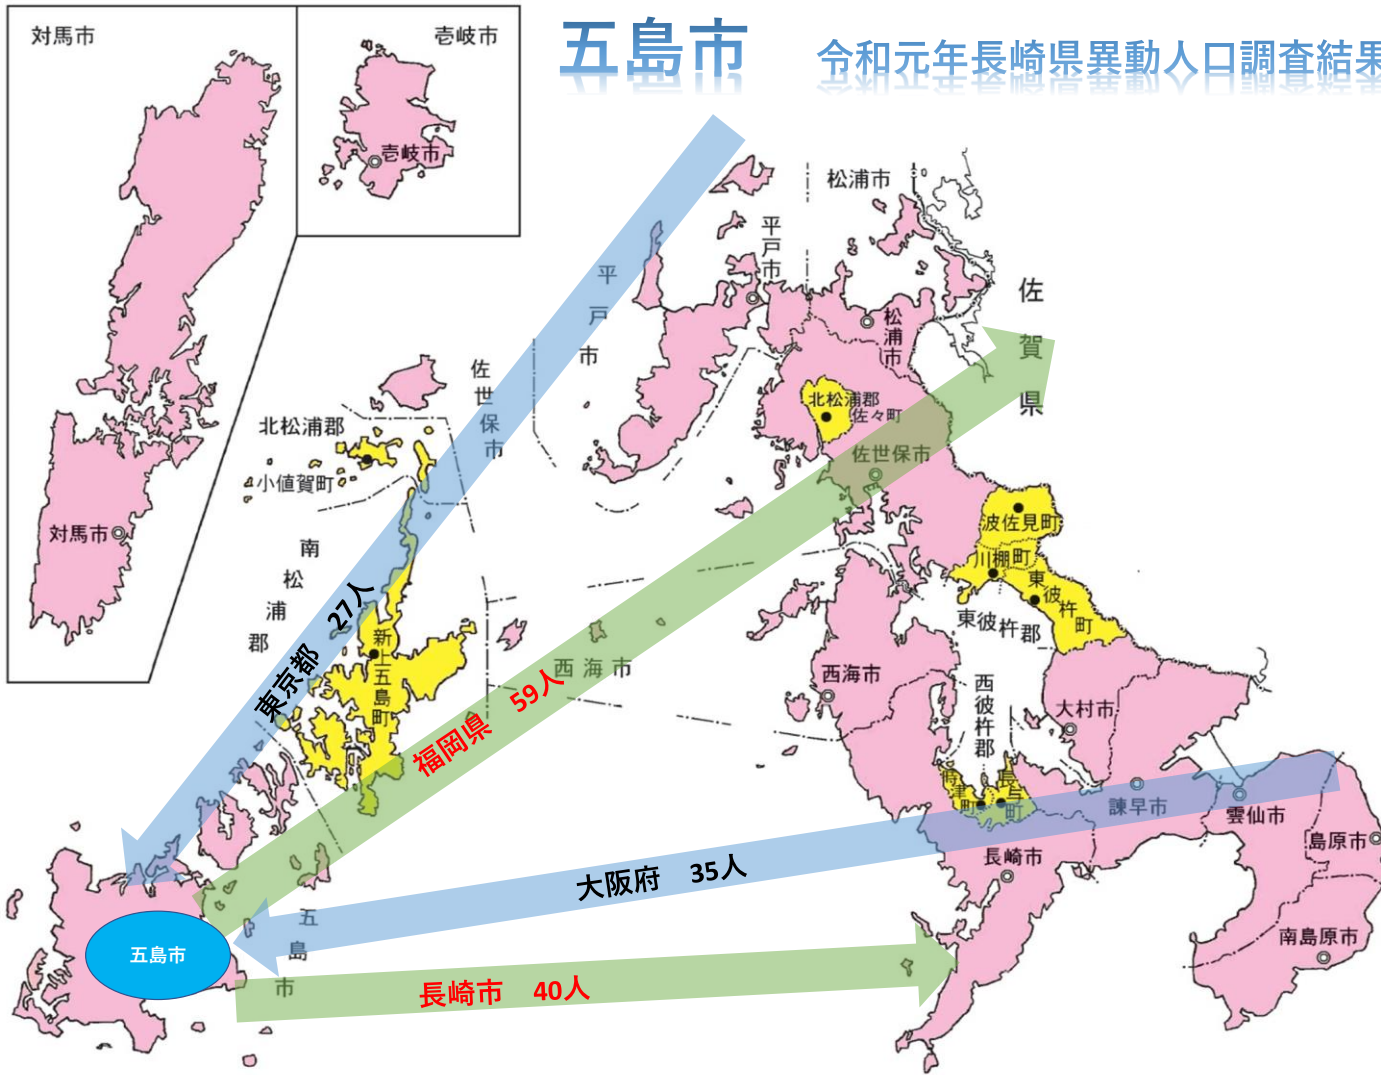 五島市
令和元年長崎県異動人口調査結果
対馬市
壱岐市
壱岐市
対馬市
松浦市
平戸市
平戸市
松浦市
佐賀県
佐世保市
北松浦郡
小値賀町
北松浦郡
佐々町
佐世保市
南松浦郡
新上五島町
波佐見町
川棚町
東彼杵町
東彼杵郡
西海市
西海市
西彼杵郡
大村市
時津町
長与町
諫早市
雲仙市
島原市
長崎市
南島原市
五島市
東京都 27人
福岡県 59人
大阪府 35人
長崎市 40人
五島市